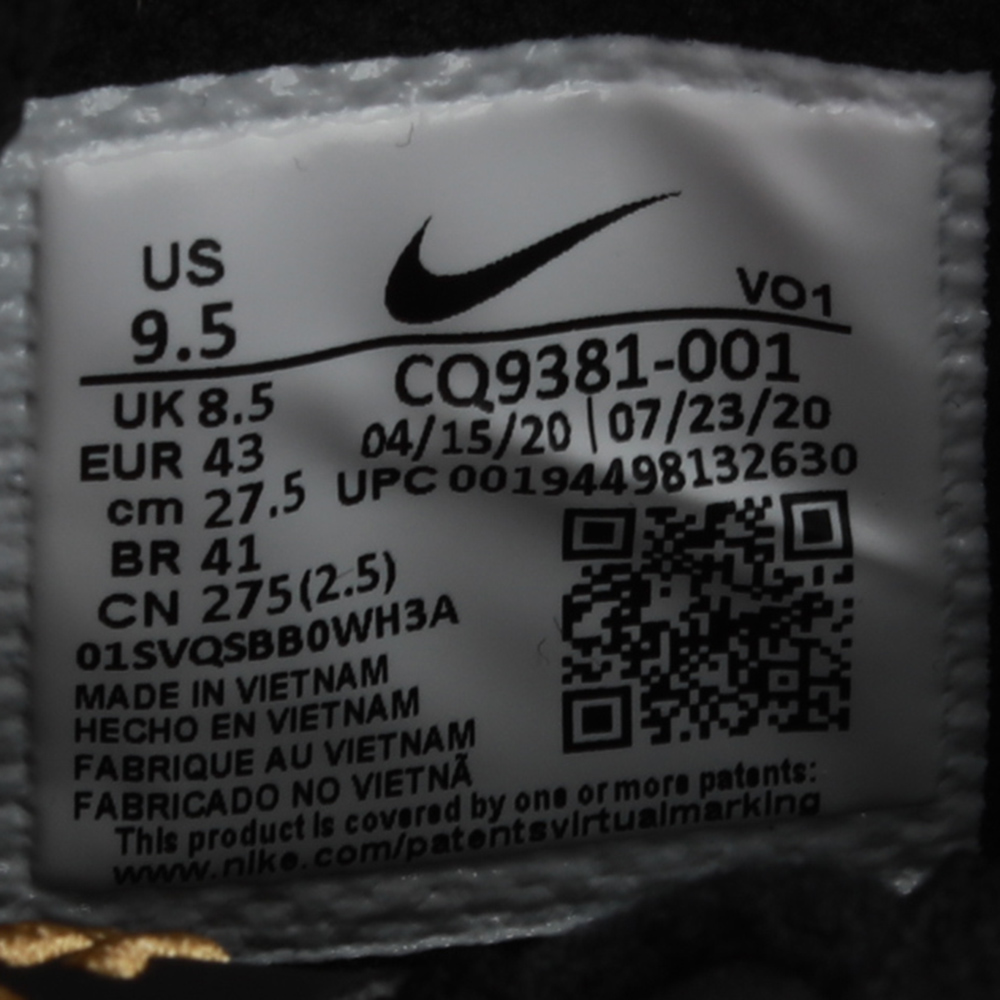 US
9.5
VO1
UK 8.5
CQ9381-001
EUR 43
04/15/20 | 07/23/20
cm 27.5
UPC 00194498132630
BR 41
CN 275(2.5)
01SVQSBB0WH3A
MADE IN VIETNAM
HECHO EN VIETNAM
FABRIQUE AU VIETNAM
FABRICADO NO VIETNÃ
This product is covered by one or more patents:
www.nike.com/patentsvirtualmarking